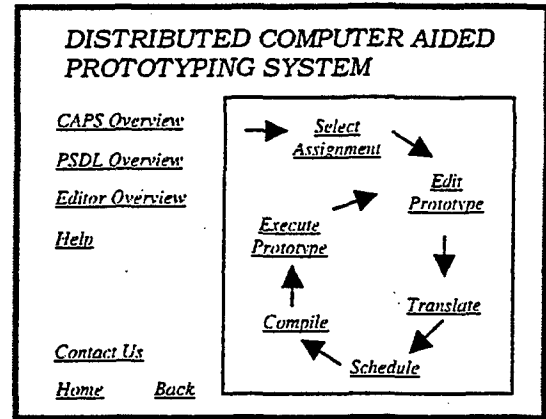 DISTRIBUTED COMPUTER AIDED
PROTOTYPING SYSTEM
CAPS Overview
PSDL Overview
Editor Overview
Help
Contact Us
Home Back
Select
Assignment
Edit
Prototype
Translate
Schedule
Compile
Execute
Prototype